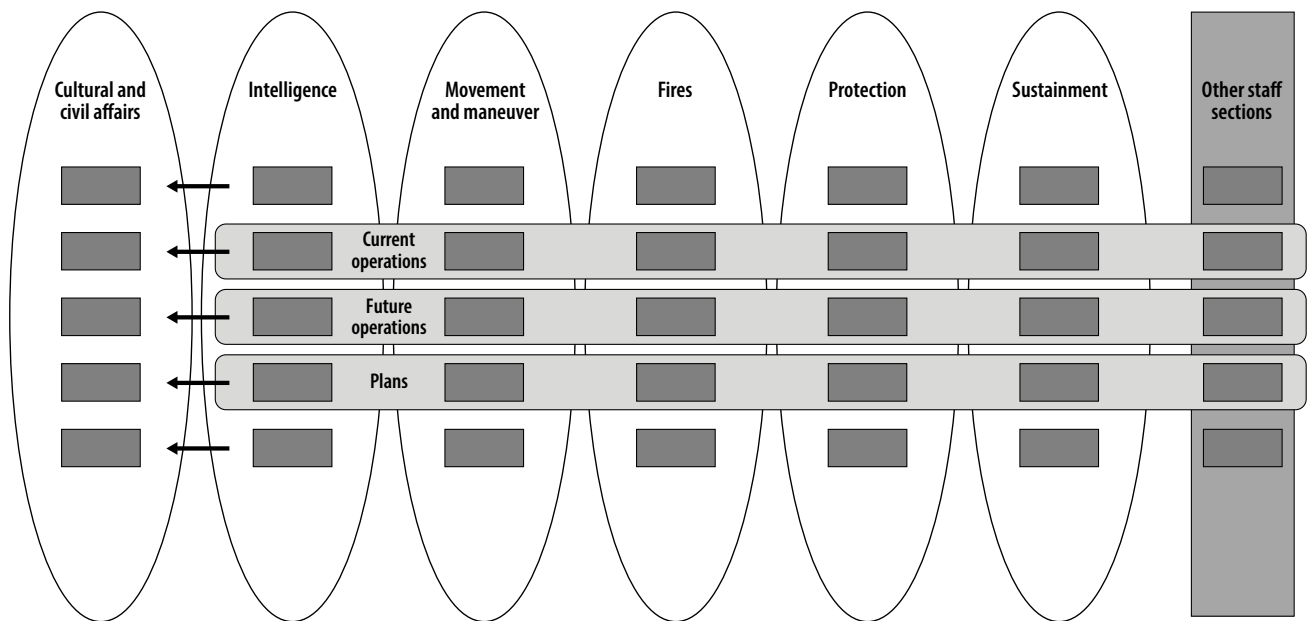 Cultural and
civil affairs
Intelligence
Movement
and maneuver
Fires
Protection
Sustainment
Other staff
sections
Current
operations
Future
operations
Plans